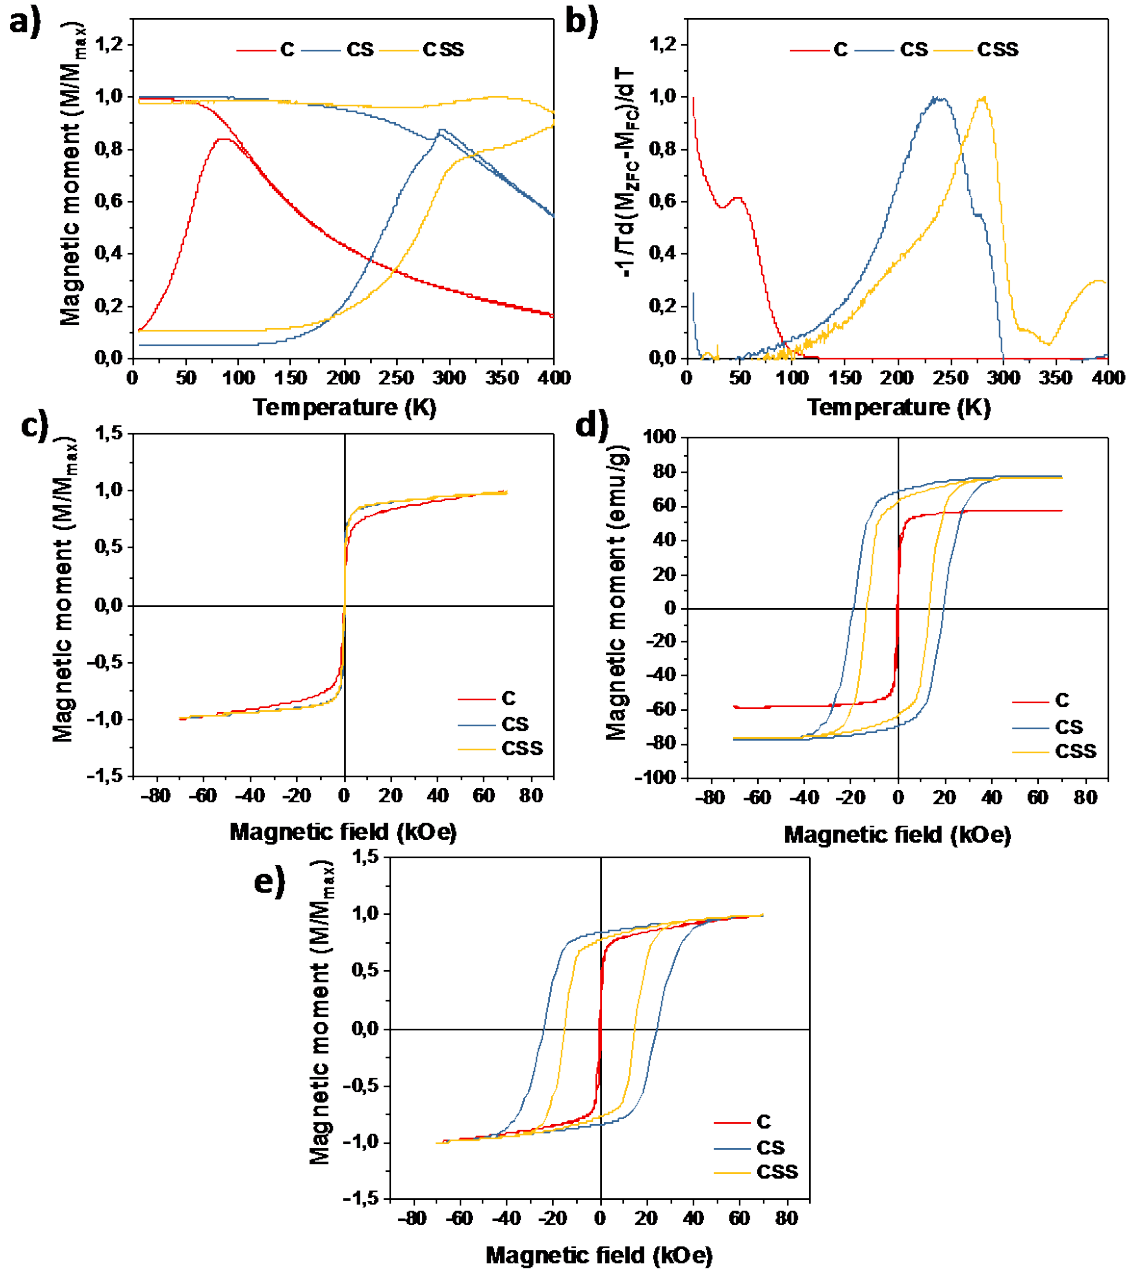 a)
Magnetic moment (M/Mmax)
1,2
1,0
0,8
0,6
0,4
0,2
0,0
C CS CSS
0 50 100 150 200 250 300 350 400
Temperature (K)
b)
-1/Td(MZFC-MFC)/dT
1,2
1,0
0,8
0,6
0,4
0,2
0,0
C CS CSS
0 50 100 150 200 250 300 350 400
Temperature (K)
c)
Magnetic moment (M/Mmax)
1,5
1,0
0,5
0,0
-0,5
-1,0
-1,5
C
CS
CSS
-80 -60 -40 -20 0 20 40 60 80
Magnetic field (kOe)
d)
Magnetic moment (emu/g)
100
80
60
40
20
0
-20
-40
-60
-80
-100
C
CS
CSS
-80 -60 -40 -20 0 20 40 60 80
Magnetic field (kOe)
e)
Magnetic moment (M/Mmax)
1,5
1,0
0,5
0,0
-0,5
-1,0
-1,5
C
CS
CSS
-80 -60 -40 -20 0 20 40 60 80
Magnetic field (kOe)